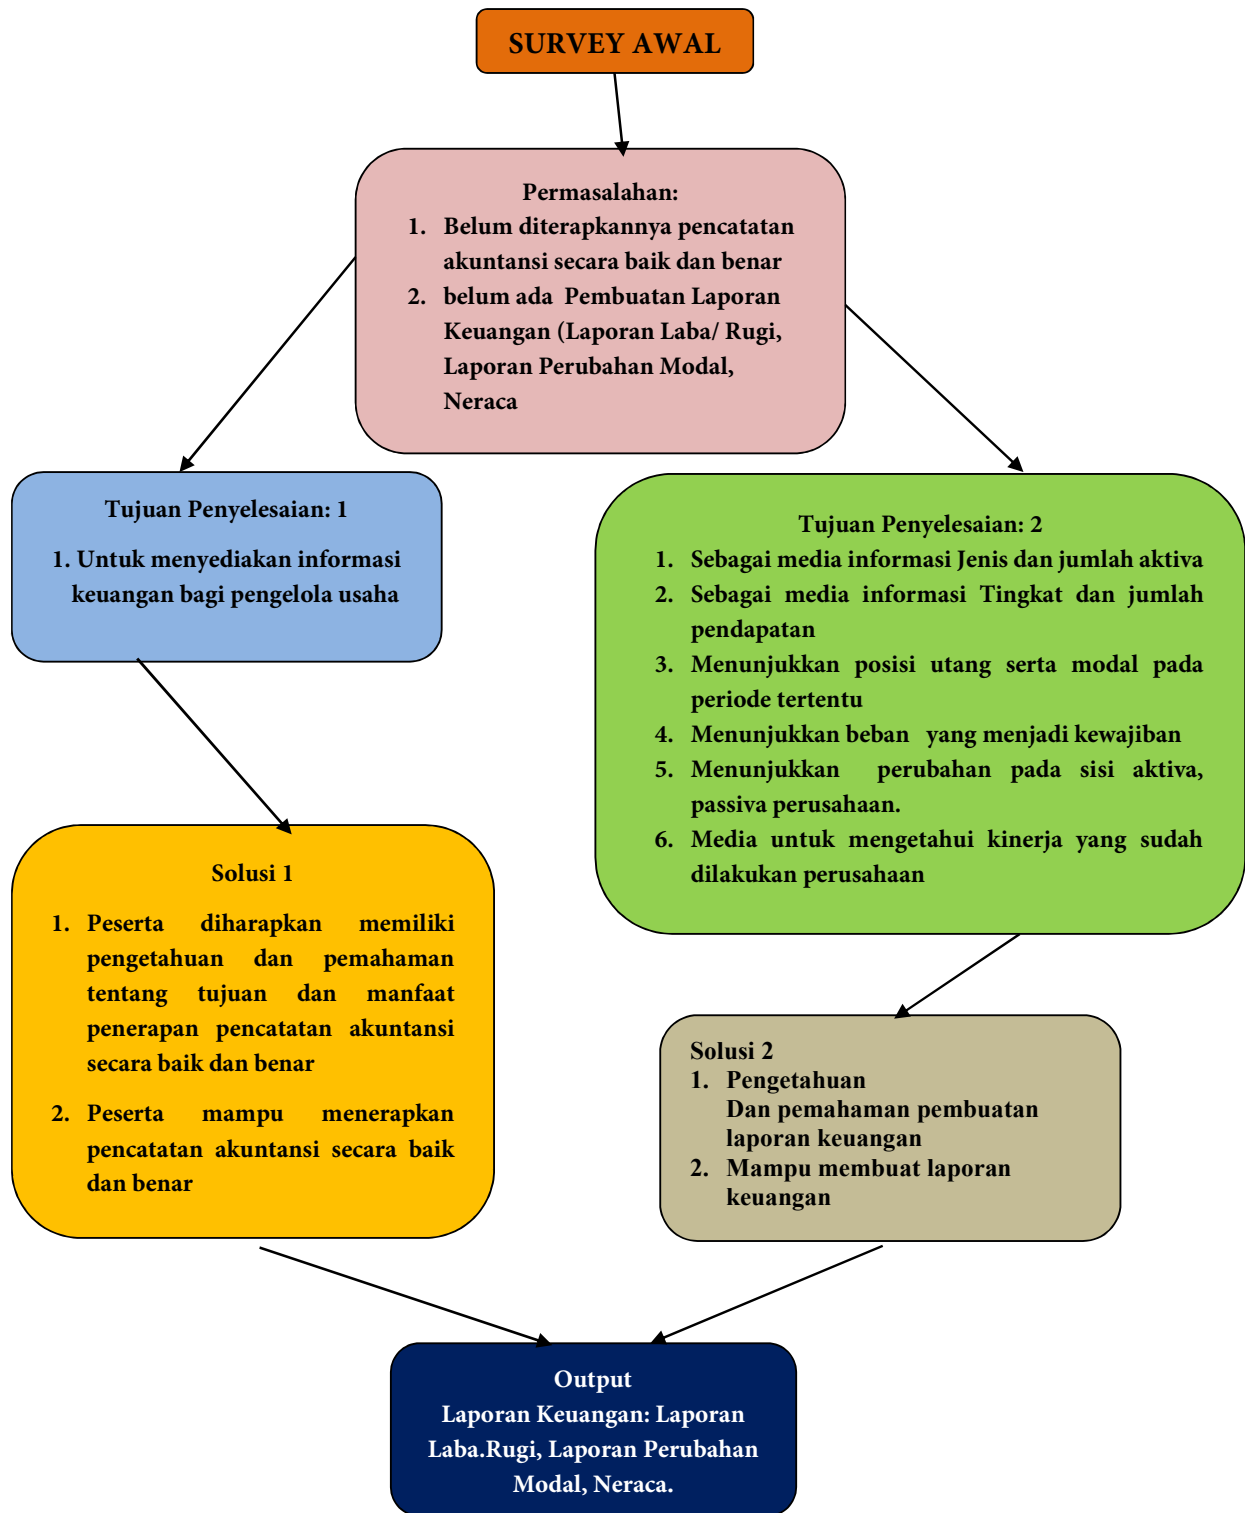 SURVEY AWAL
Permasalahan:
1. Belum diterapkannya pencatatan
akuntansi secara baik dan benar
2. belum ada Pembuatan Laporan
Keuangan (Laporan Laba/ Rugi,
Laporan Perubahan Modal,
Neraca
Tujuan Penyelesaian: 1
1. Untuk menyediakan informasi
keuangan bagi pengelola usaha
Tujuan Penyelesaian: 2
1. Sebagai media informasi Jenis dan jumlah aktiva
2. Sebagai media informasi Tingkat dan jumlah
pendapatan
3. Menunjukkan posisi utang serta modal pada
periode tertentu
4. Menunjukkan beban yang menjadi kewajiban
5. Menunjukkan perubahan pada sisi aktiva,
passiva perusahaan.
6. Media untuk mengetahui kinerja yang sudah
dilakukan perusahaan
Solusi 1
1. Peserta diharapkan memiliki
pengetahuan dan pemahaman
tentang tujuan dan manfaat
penerapan pencatatan akuntansi
secara baik dan benar
2. Peserta mampu menerapkan
pencatatan akuntansi secara baik
dan benar
Solusi 2
1. Pengetahuan
Dan pemahaman pembuatan
laporan keuangan
2. Mampu membuat laporan
keuangan
Output
Laporan Keuangan: Laporan
Laba.Rugi, Laporan Perubahan
Modal, Neraca.